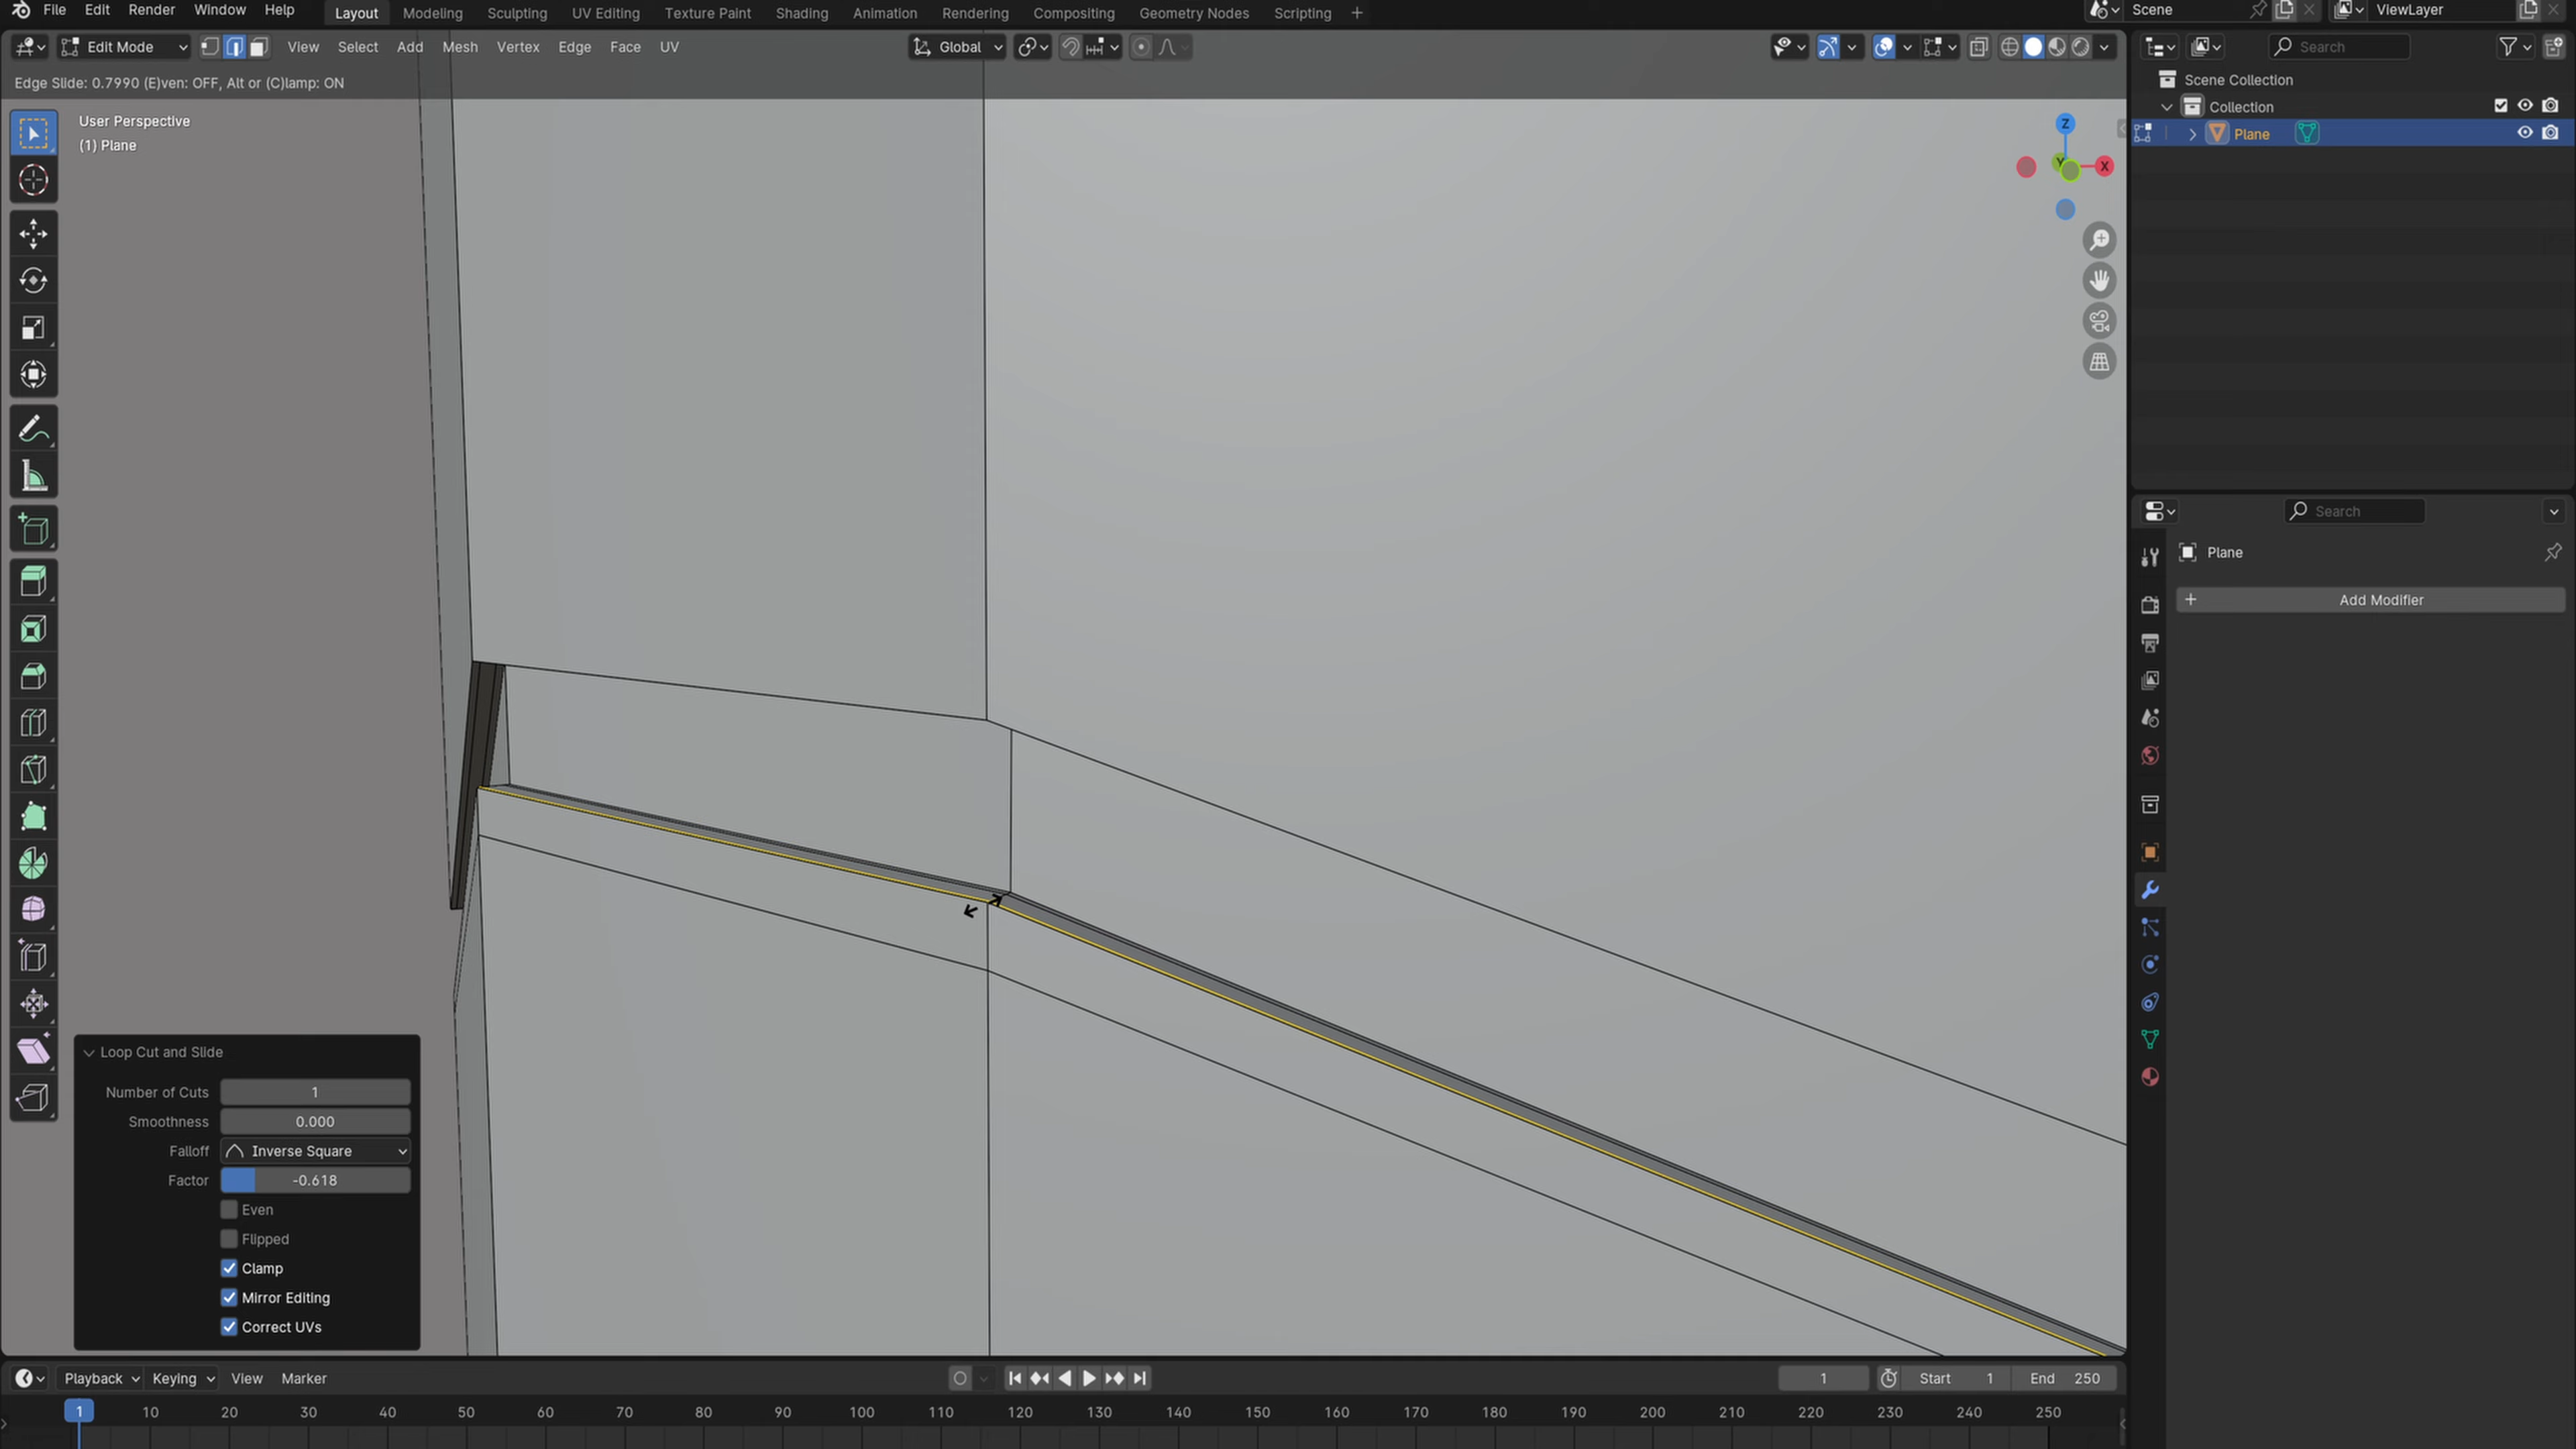 File Edit Render Window Help Layout Modeling Sculpting UV Editing Texture Paint Shading Animation Rendering Compositing Geometry Nodes Scripting + Scene ViewLayer
Edit Mode View Select Add Mesh Vertex Edge Face UV Global Search
Edge Slide: 0.7990 (E)ven: OFF, Alt or (C)lamp: ON
Scene Collection
Collection
Plane
User Perspective
(1) Plane
Z
Y
X
Search
Plane
+ Add Modifier
Loop Cut and Slide
Number of Cuts 1
Smoothness 0.000
Falloff Inverse Square
Factor -0.618
Even
Flipped
Clamp
Mirror Editing
Correct UVs
Playback Keying View Marker 1 Start 1 End 250
1 10 20 30 40 50 60 70 80 90 100 110 120 130 140 150 160 170 180 190 200 210 220 230 240 250